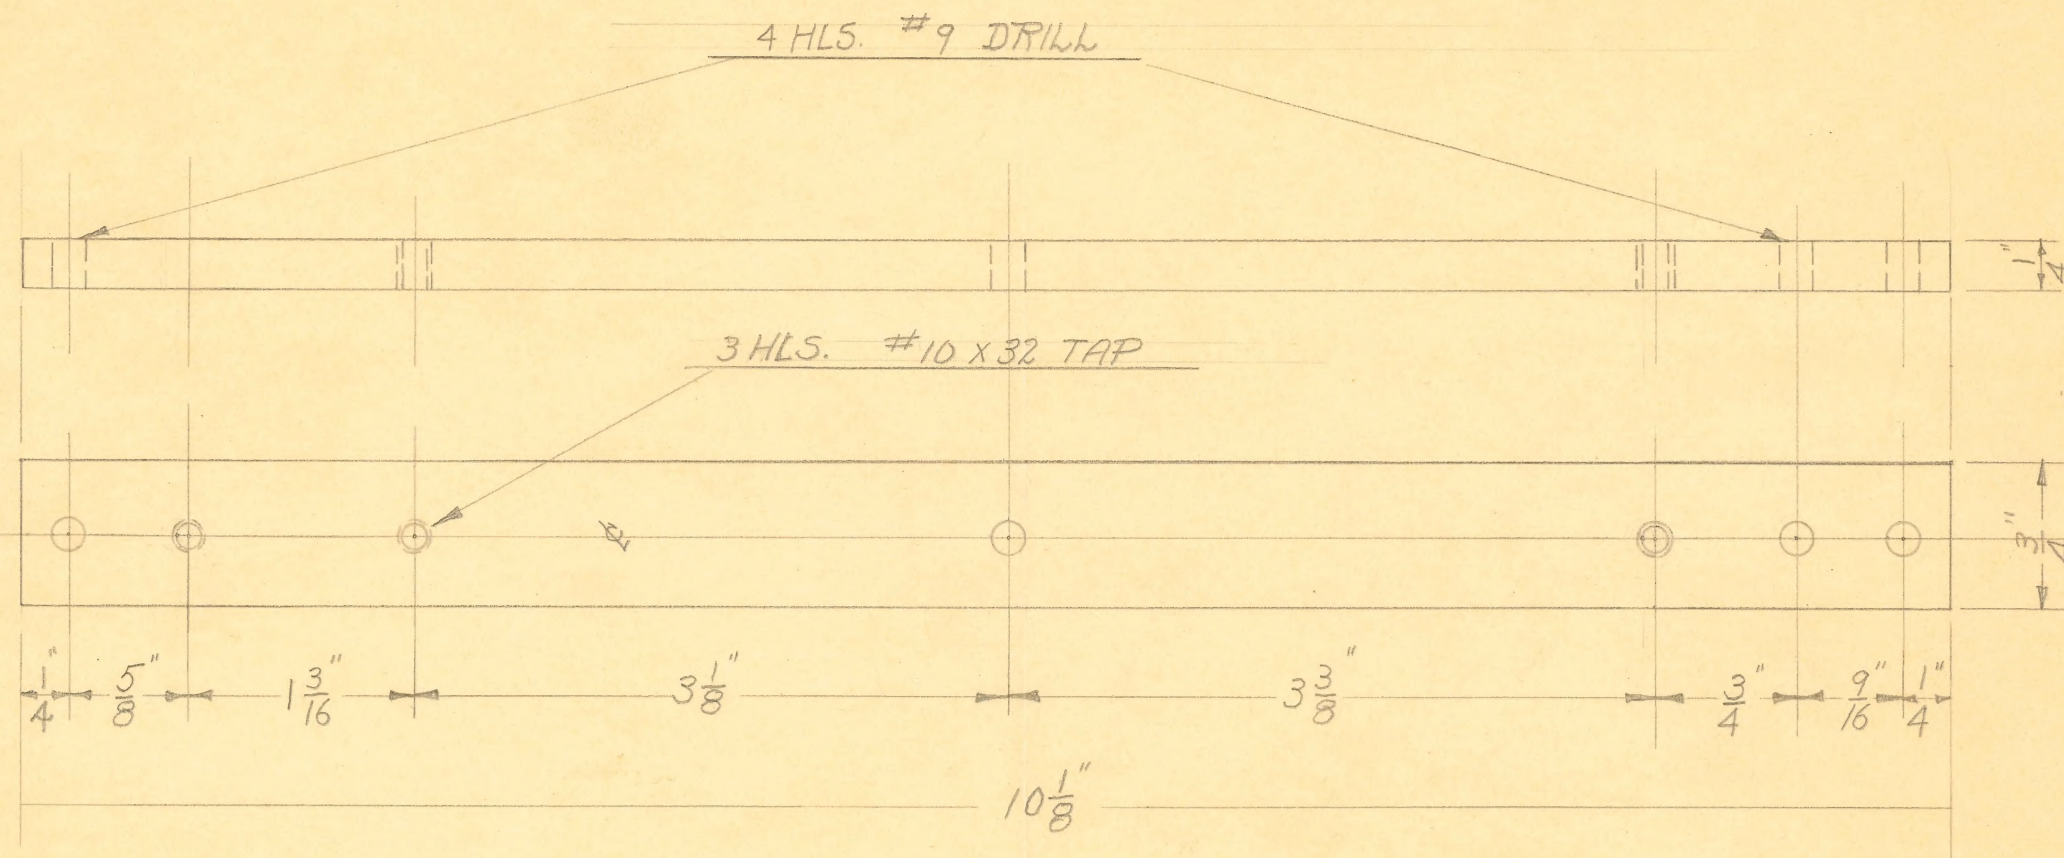 4 HLS. #9 DRILL
1/4"
3 HLS. #10 X 32 TAP
℄
3/4"
1/4" 5/8" 1 3/16" 3 1/8" 3 3/8" 3/4" 9/16" 1/4"
10 1/8"